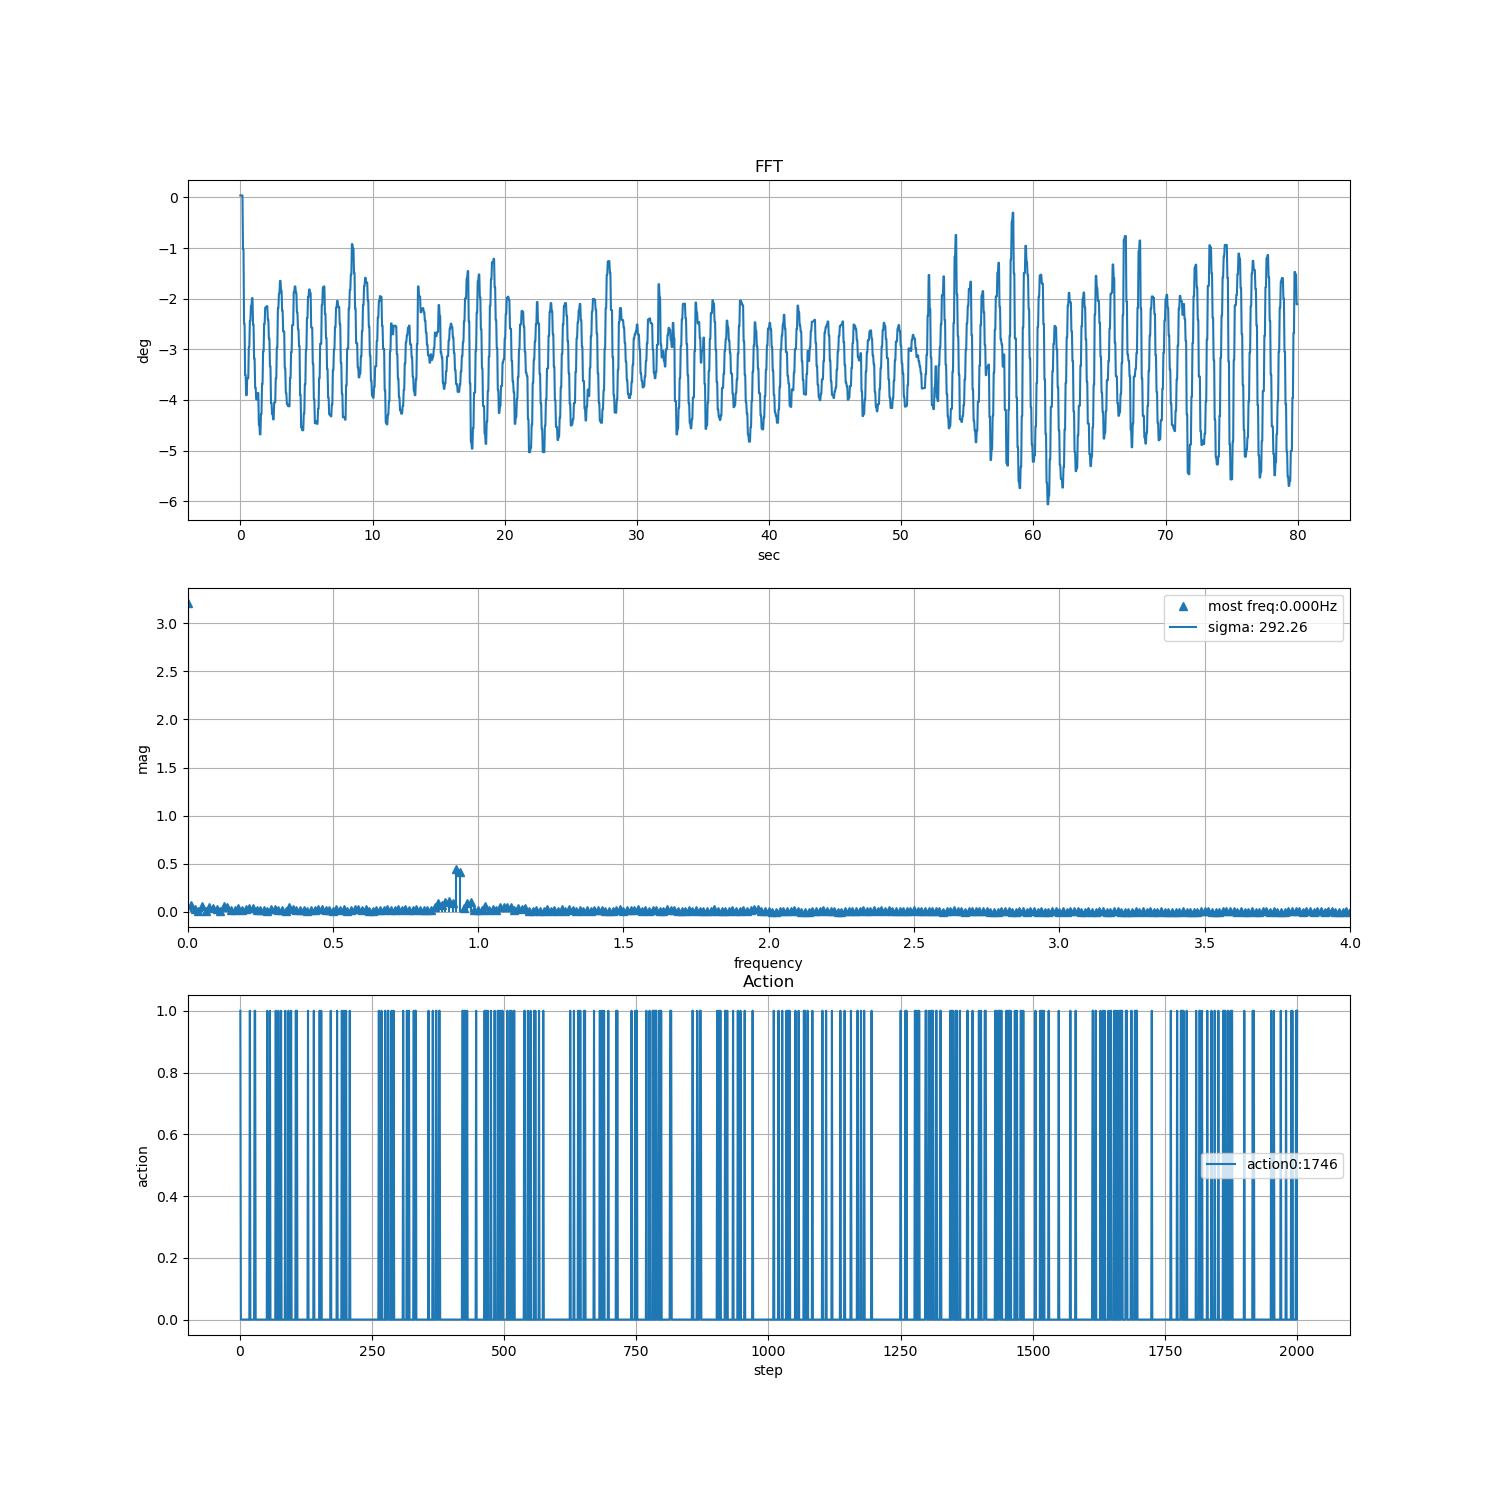 FFT
0
−1
−2
−3
−4
−5
−6
deg
0 10 20 30 40 50 60 70 80
sec
most freq:0.000Hz
sigma: 292.26
3.0
2.5
2.0
1.5
1.0
0.5
0.0
mag
0.0 0.5 1.0 1.5 2.0 2.5 3.0 3.5 4.0
frequency
Action
1.0
0.8
0.6
0.4
0.2
0.0
action
action0:1746
0 250 500 750 1000 1250 1500 1750 2000
step